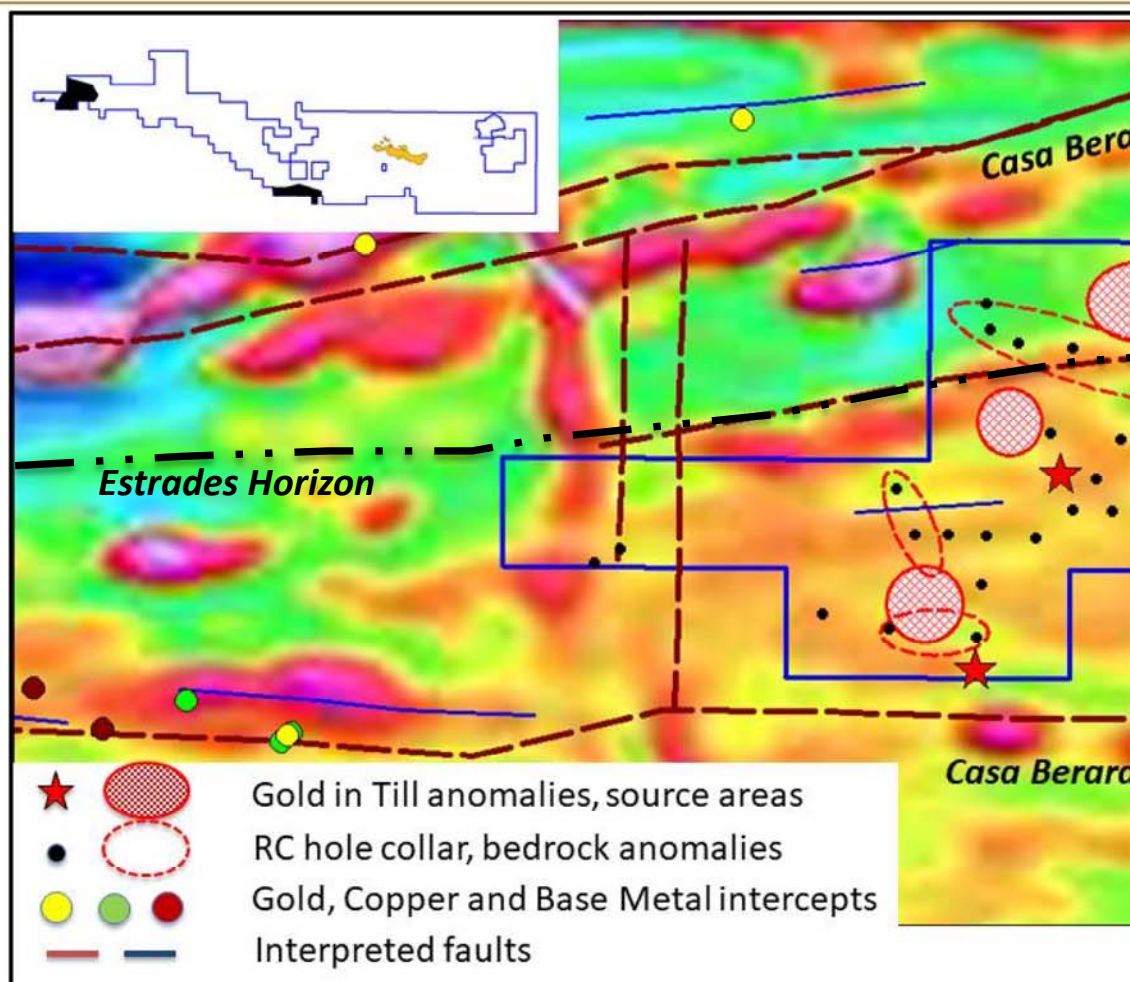 Casa Bera
Estrades Horizon
Casa Berard
Gold in Till anomalies, source areas
RC hole collar, bedrock anomalies
Gold, Copper and Base Metal intercepts
Interpreted faults